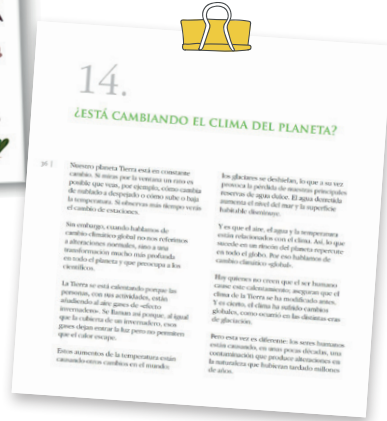 14.
¿ESTÁ CAMBIANDO EL CLIMA DEL PLANETA?
36 |
Nuestro planeta Tierra está en constante
cambio. Si miras por la ventana un rato es
posible que veas, por ejemplo, cómo cambia
de nublado a despejado o cómo sube o baja
la temperatura. Si observas más tiempo verás
el cambio de estaciones.
Sin embargo, cuando hablamos de
cambio climático global no nos referimos
a alteraciones normales, sino a una
transformación mucho más profunda
en todo el planeta y que preocupa a los
científicos.
La Tierra se está calentando porque las
personas, con sus actividades, están
añadiendo al aire gases de «efecto
invernadero». Se llaman así porque, al igual
que la cubierta de un invernadero, esos
gases dejan entrar la luz pero no permiten
que el calor escape.
Estos aumentos de la temperatura están
causando otros cambios en el mundo:
los glaciares se deshielan, lo que a su vez
provoca la pérdida de nuestras principales
reservas de agua dulce. El agua derretida
aumenta el nivel del mar y la superficie
habitable disminuye.
Y es que el aire, el agua y la temperatura
están relacionados con el clima. Así, lo que
sucede en un rincón del planeta repercute
en todo el globo. Por eso hablamos de
cambio climático «global».
Hay quienes no creen que el ser humano
cause este calentamiento; aseguran que el
clima de la Tierra se ha modificado antes.
Y es cierto, el clima ha sufrido cambios
globales, como ocurrió en las distintas eras
de glaciación.
Pero esta vez es diferente: los seres humanos
están causando, en unas pocas décadas, una
contaminación que produce alteraciones en
la naturaleza que hubieran tardado millones
de años.